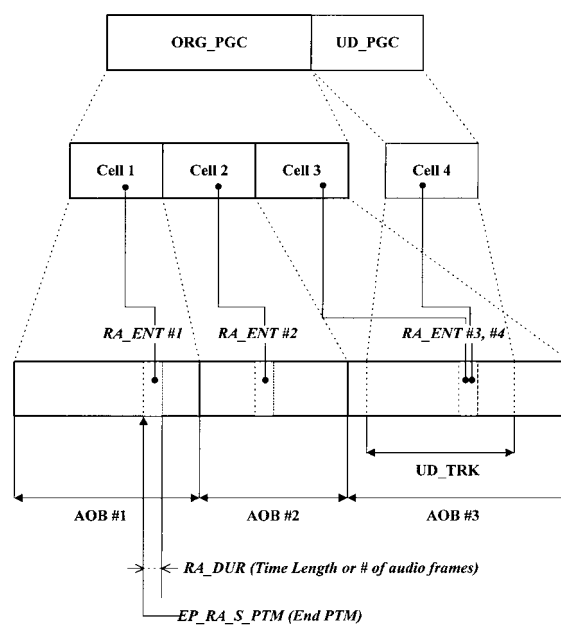 ORG_PGC UD_PGC
Cell 1 Cell 2 Cell 3 Cell 4
RA_ENT #1 RA_ENT #2 RA_ENT #3, #4
UD_TRK
AOB #1 AOB #2 AOB #3
RA_DUR (Time Length or # of audio frames)
EP_RA_S_PTM (End PTM)